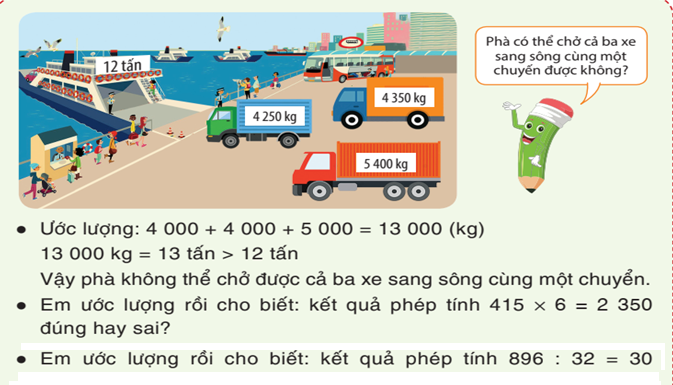 12 tấn
4 250 kg
4 350 kg
5 400 kg
Phà có thể chở cả ba xe
sang sông cùng một
chuyến được không?
• Ước lượng: 4 000 + 4 000 + 5 000 = 13 000 (kg)
13 000 kg = 13 tấn > 12 tấn
Vậy phà không thể chở được cả ba xe sang sông cùng một chuyển.
• Em ước lượng rồi cho biết: kết quả phép tính 415 × 6 = 2 350
đúng hay sai?
• Em ước lượng rồi cho biết: kết quả phép tính 896 : 32 = 30